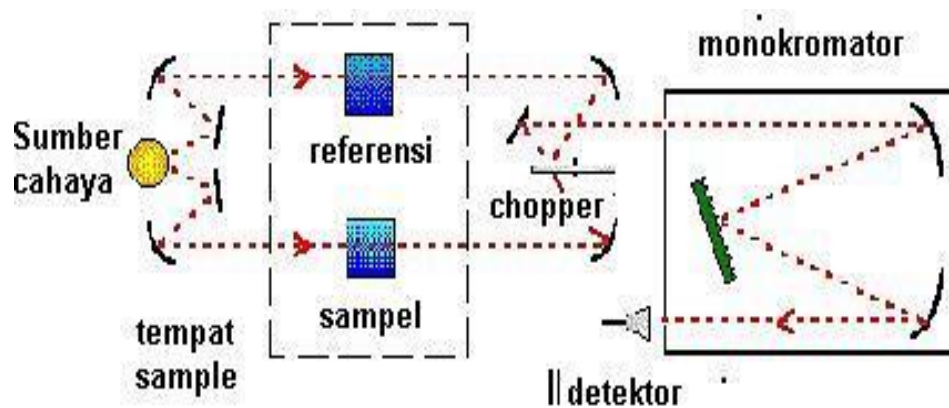 monokromator
Sumber
cahaya
referensi
chopper
sampel
tempat
sample
detektor